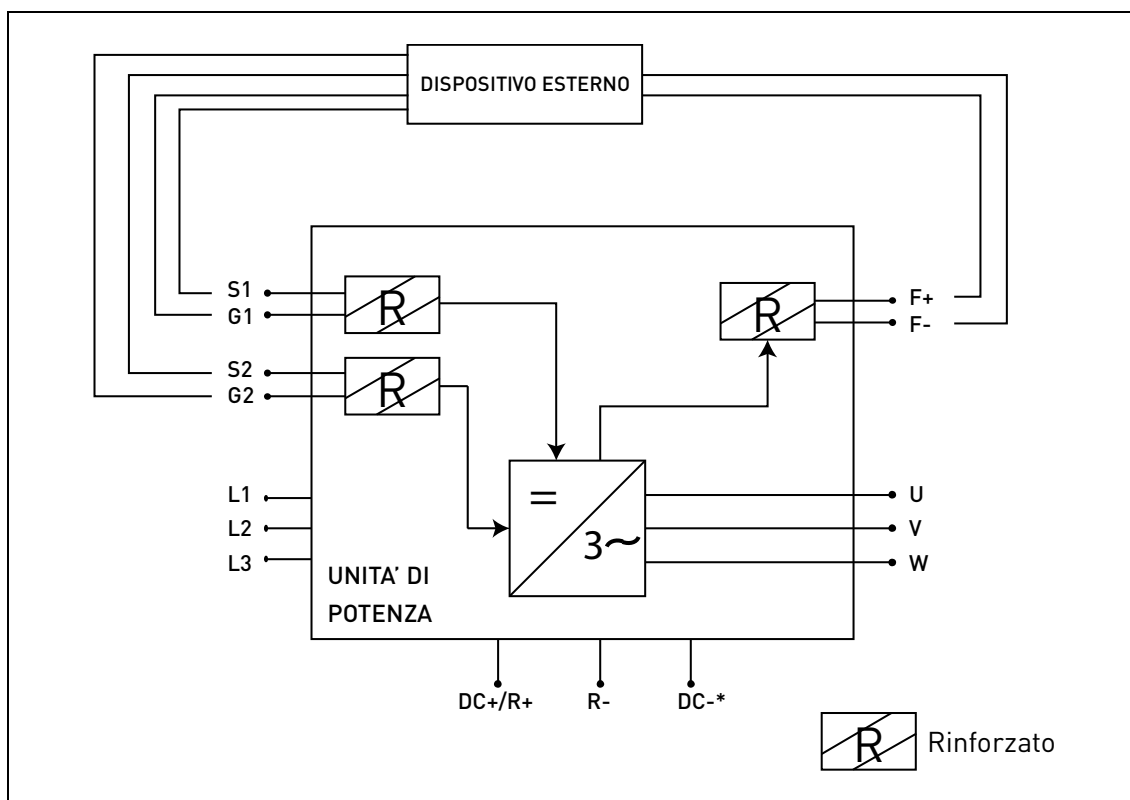 DISPOSITIVO ESTERNO
S1
G1
R
R
F+
F-
S2
G2
R
L1
L2
L3
=
3~
U
V
W
UNITA' DI
POTENZA
DC+/R+
R-
DC-*
R
Rinforzato